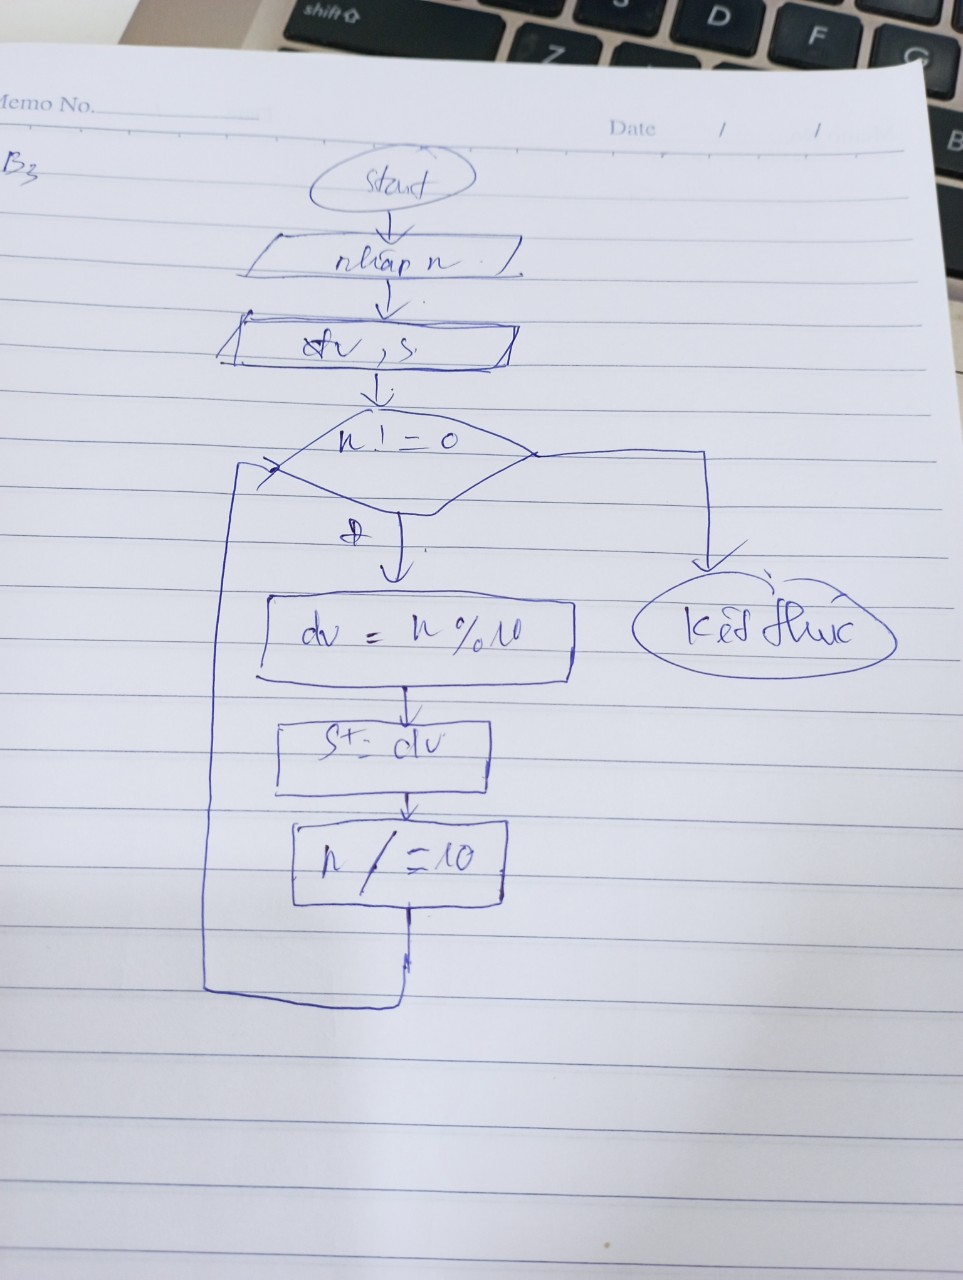 shift
D
F
G
Z
B
Memo No.
Date / /
B3
start
nhập n
dv, s
n != 0
đ
dv = n % 10
kết thúc
S+= dv
n /= 10